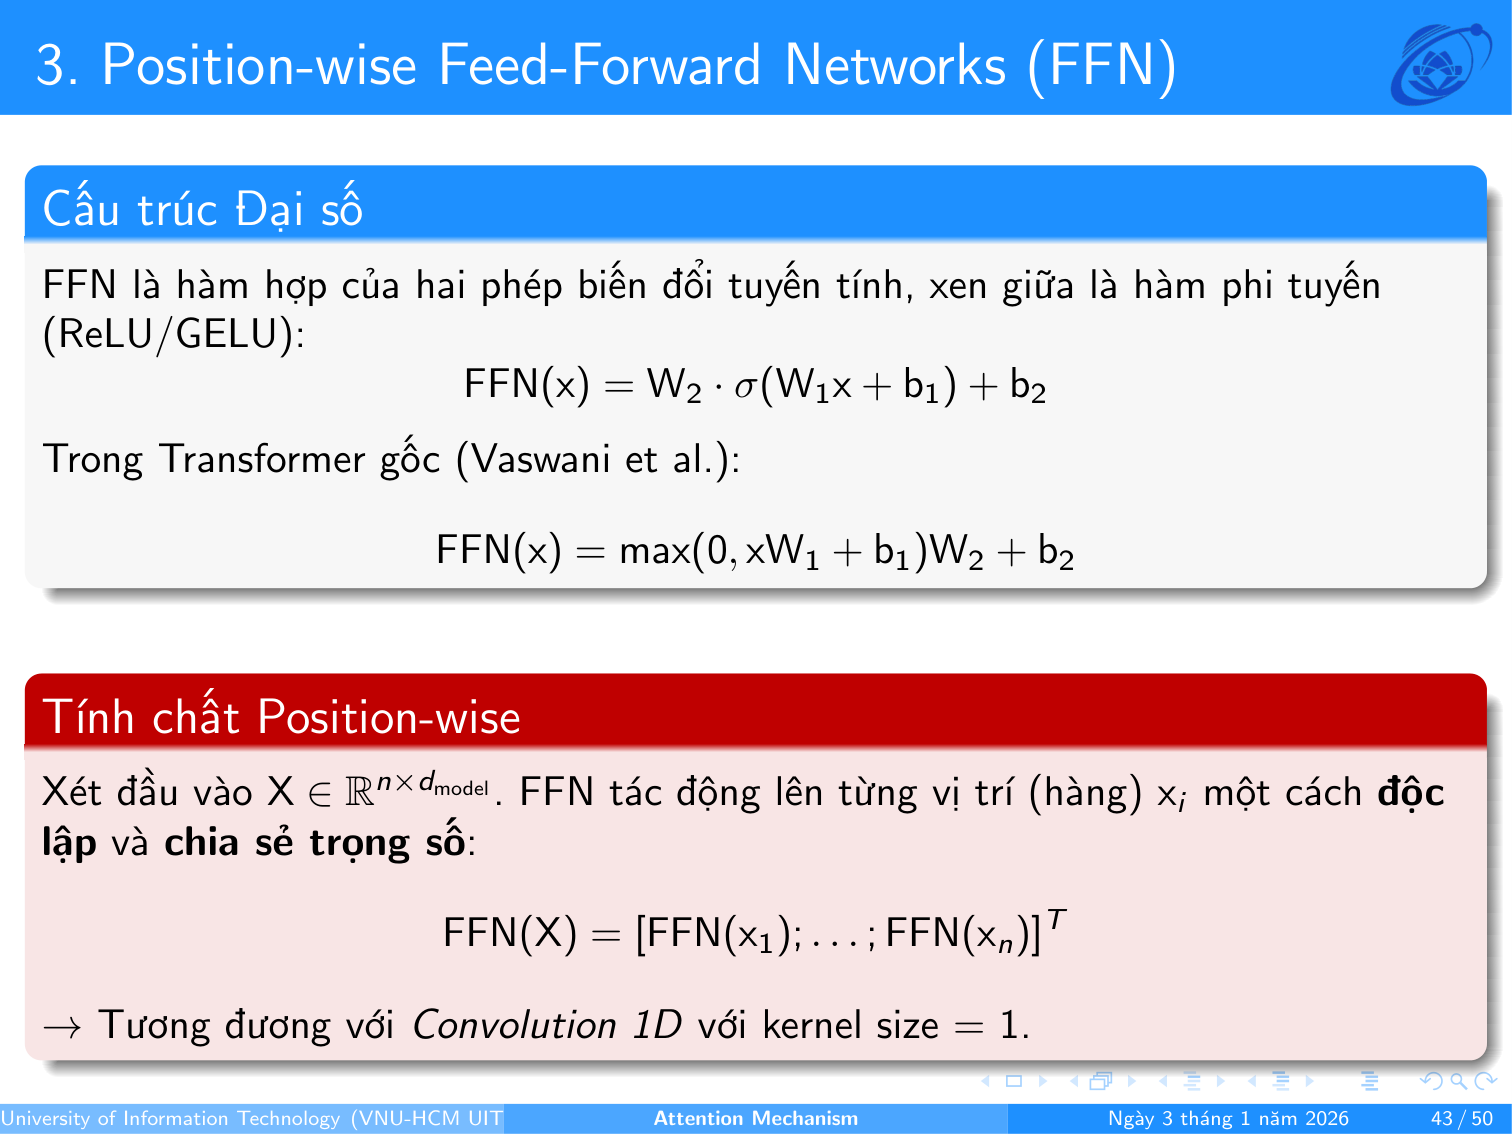 3. Position-wise Feed-Forward Networks (FFN)
Cấu trúc Đại số
FFN là hàm hợp của hai phép biến đổi tuyến tính, xen giữa là hàm phi tuyến
(ReLU/GELU):
FFN(x) = W₂ · σ(W₁x + b₁) + b₂
Trong Transformer gốc (Vaswani et al.):
FFN(x) = max(0, xW₁ + b₁)W₂ + b₂
Tính chất Position-wise
Xét đầu vào X ∈ ℝ^{n×d_model}. FFN tác động lên từng vị trí (hàng) x_i một cách độc
lập và chia sẻ trọng số:
FFN(X) = [FFN(x₁); . . . ; FFN(x_n)]^T
→ Tương đương với Convolution 1D với kernel size = 1.
University of Information Technology (VNU-HCM UIT
Attention Mechanism
Ngày 3 tháng 1 năm 2026
43 / 50